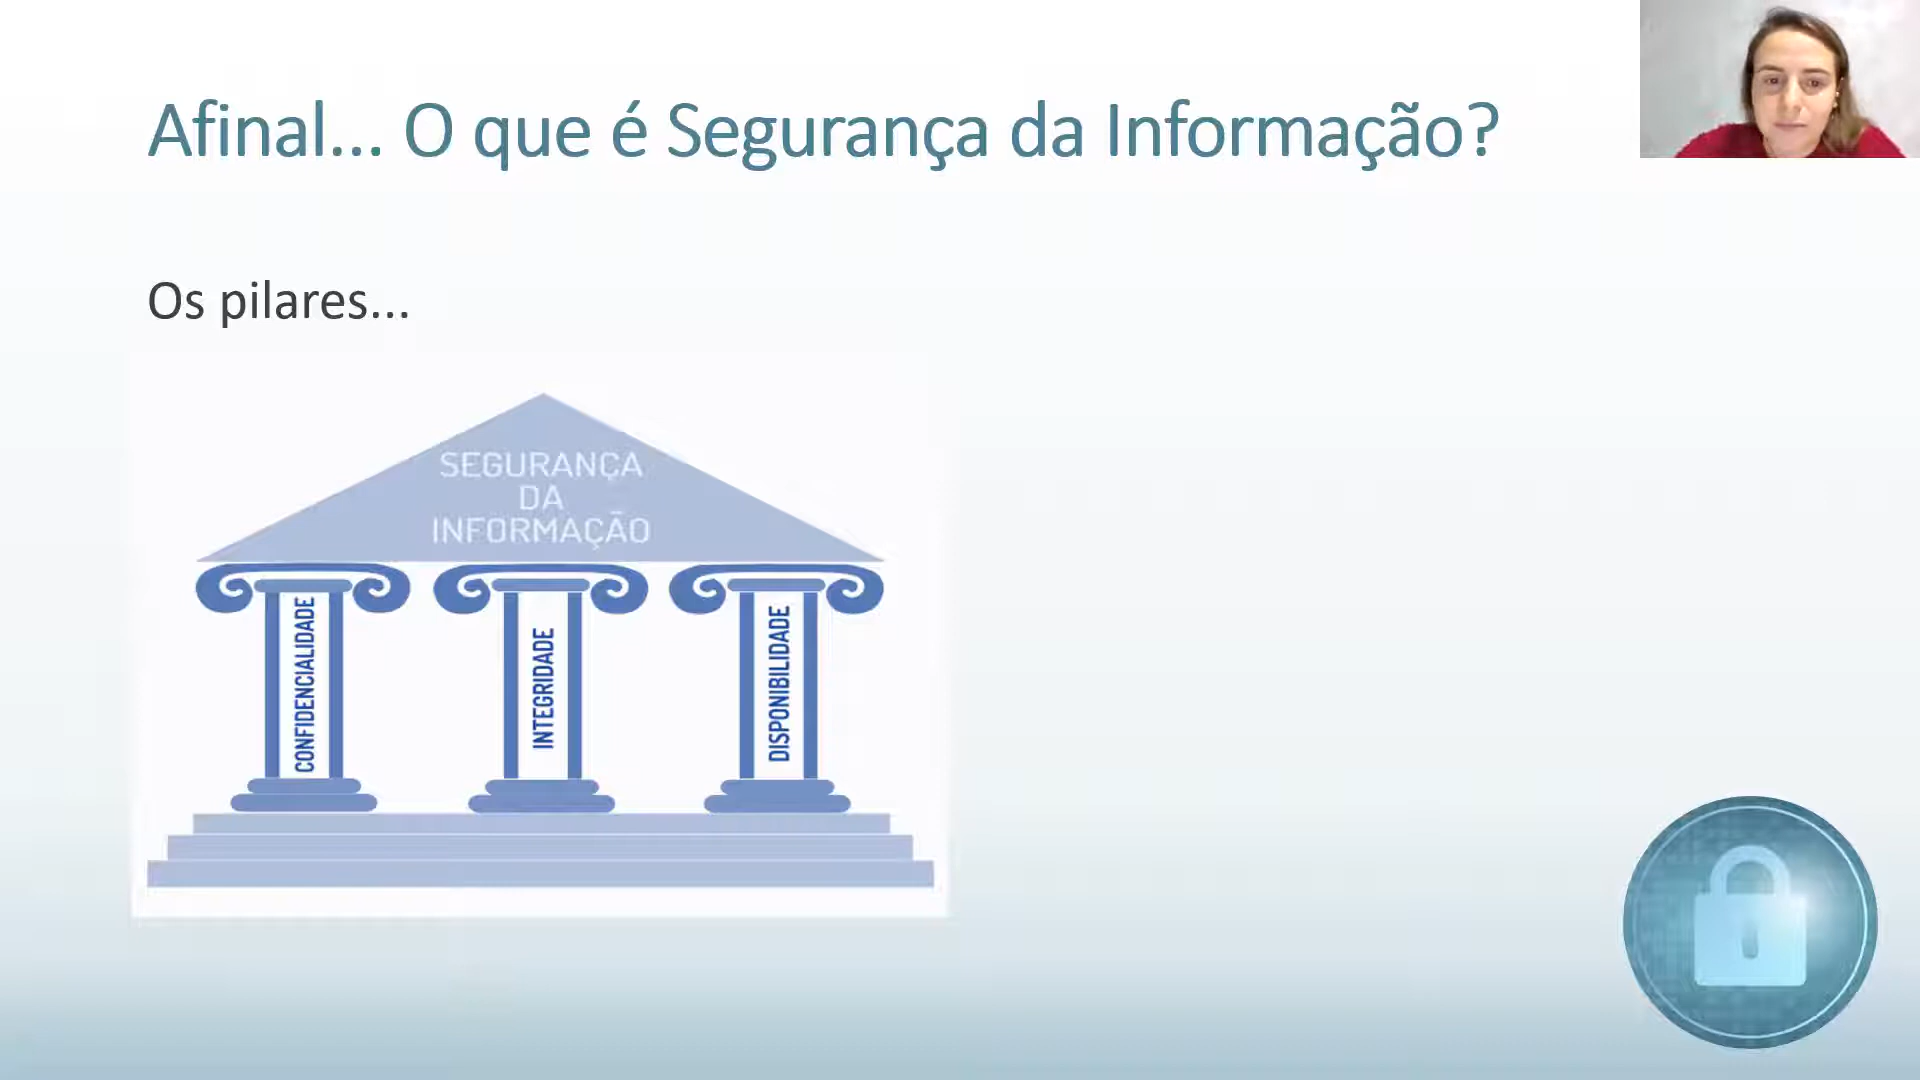 Afinal... O que é Segurança da Informação?
Os pilares...
SEGURANÇA
DA
INFORMAÇÃO
CONFIDENCIALIDADE
INTEGRIDADE
DISPONIBILIDADE